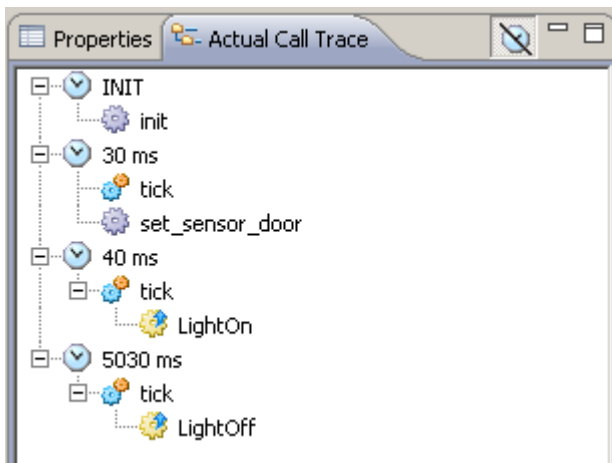 Properties Actual Call Trace
INIT
init
30 ms
tick
set_sensor_door
40 ms
tick
LightOn
5030 ms
tick
LightOff